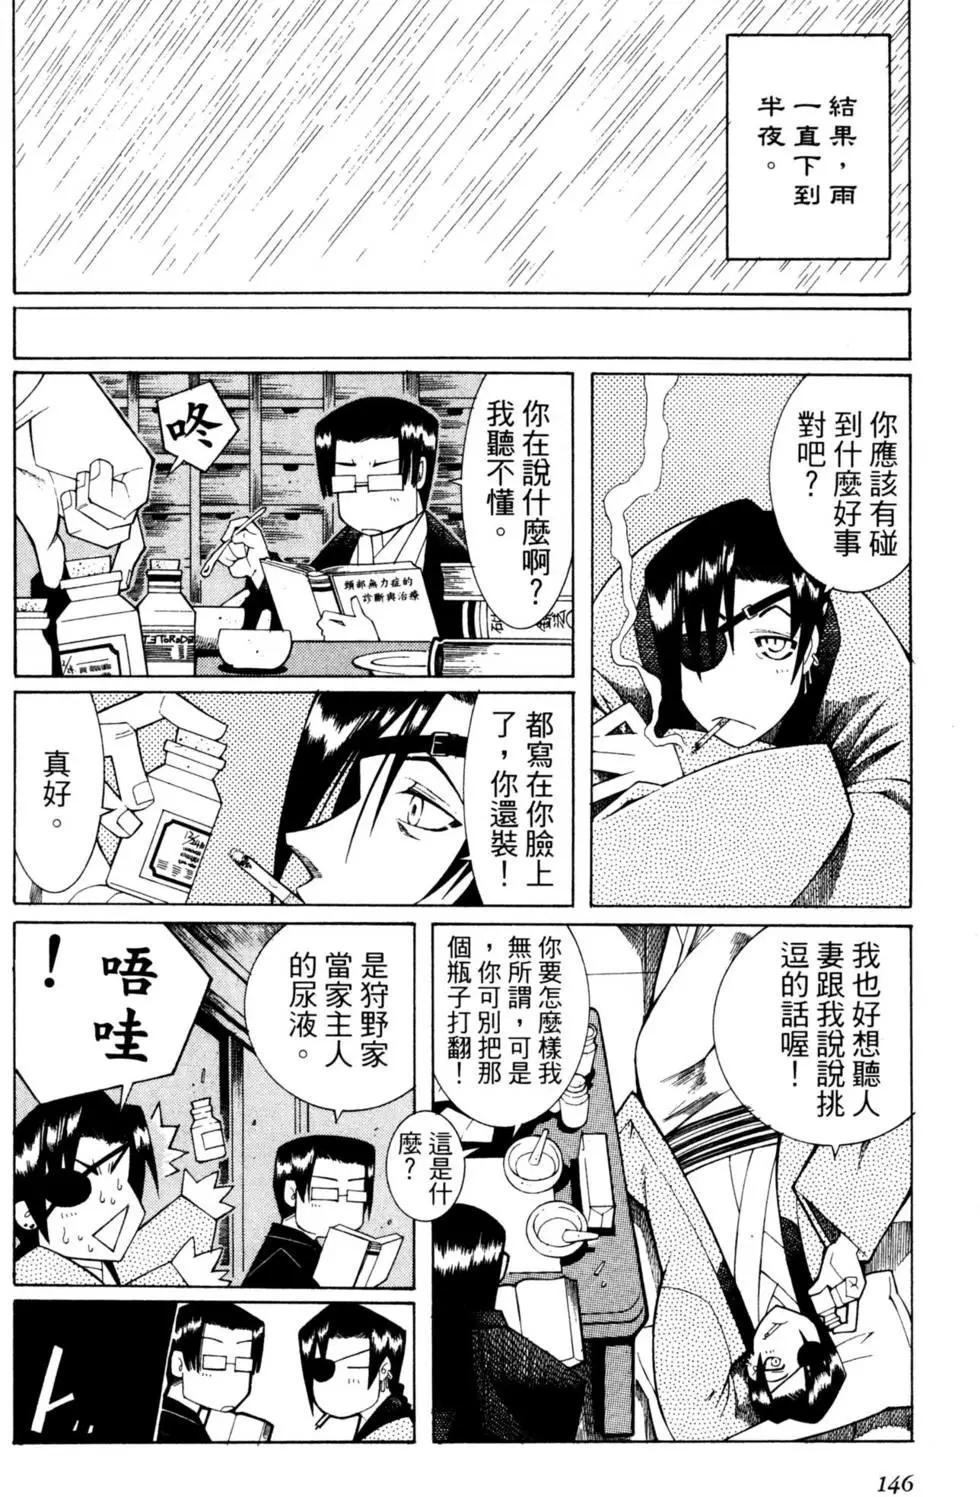 結果，雨
一直下到
半夜。
你應該有碰
到什麼好事
對吧？
你在說什麼啊？
我聽不懂。
咚
頸部無力症的
診斷與治療
都寫在你臉上
了，你還裝！
真好。
我也好想聽人
妻跟我說說挑
逗的話喔！
你要怎麼樣我
無所謂，可是
，你可別把那
個瓶子打翻！
這是什
麼？
是狩野家
當家主人
的尿液。
唔哇
！
146